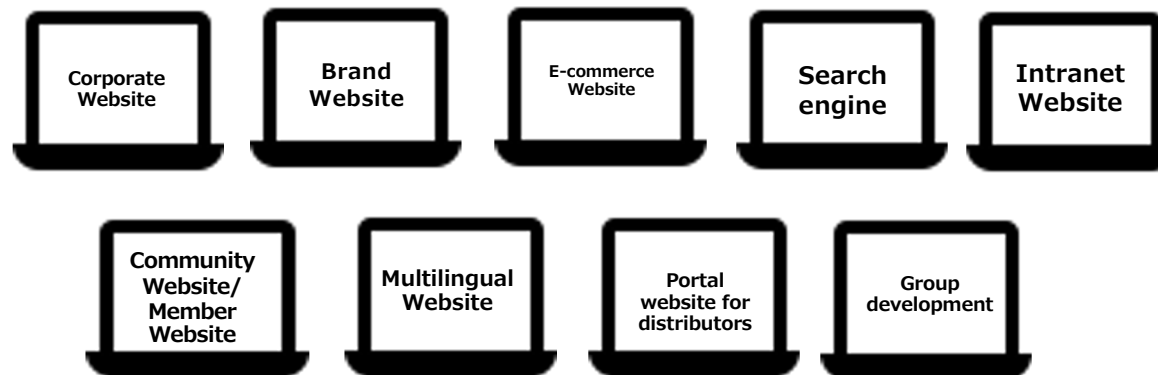 Corporate
Website
Brand
Website
E-commerce
Website
Search
engine
Intranet
Website
Community
Website/
Member
Website
Multilingual
Website
Portal
website for
distributors
Group
development